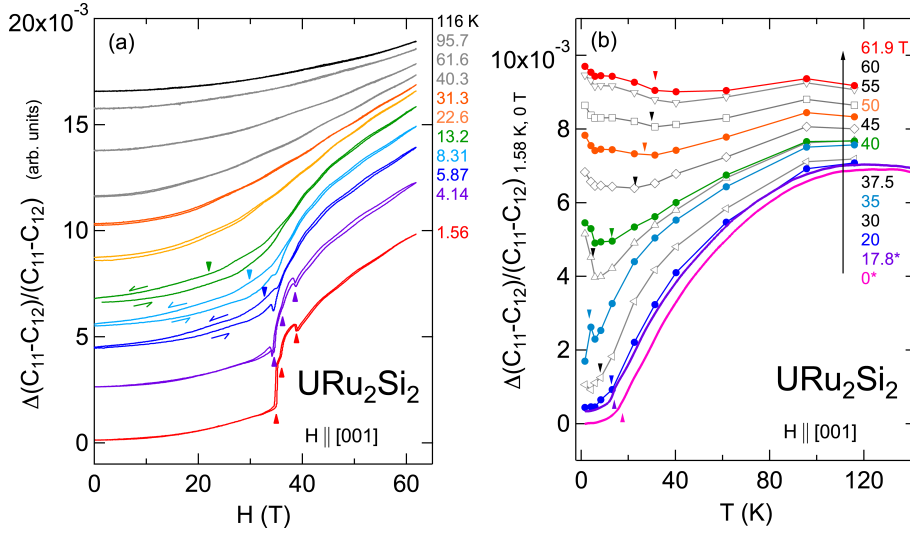 20x10⁻³
15
10
5
0
Δ(C₁₁-C₁₂)/(C₁₁-C₁₂) (arb. units)
(a)
116 K
95.7
61.6
40.3
31.3
22.6
13.2
8.31
5.87
4.14
1.56
URu₂Si₂
H || [001]
0
20
40
60
H (T)
10x10⁻³
8
6
4
2
0
Δ(C₁₁-C₁₂)/(C₁₁-C₁₂)₁.₅₈ K, ₀ T
(b)
61.9 T
60
55
50
45
40
37.5
35
30
20
17.8*
0*
URu₂Si₂
H || [001]
0
40
80
120
T (K)